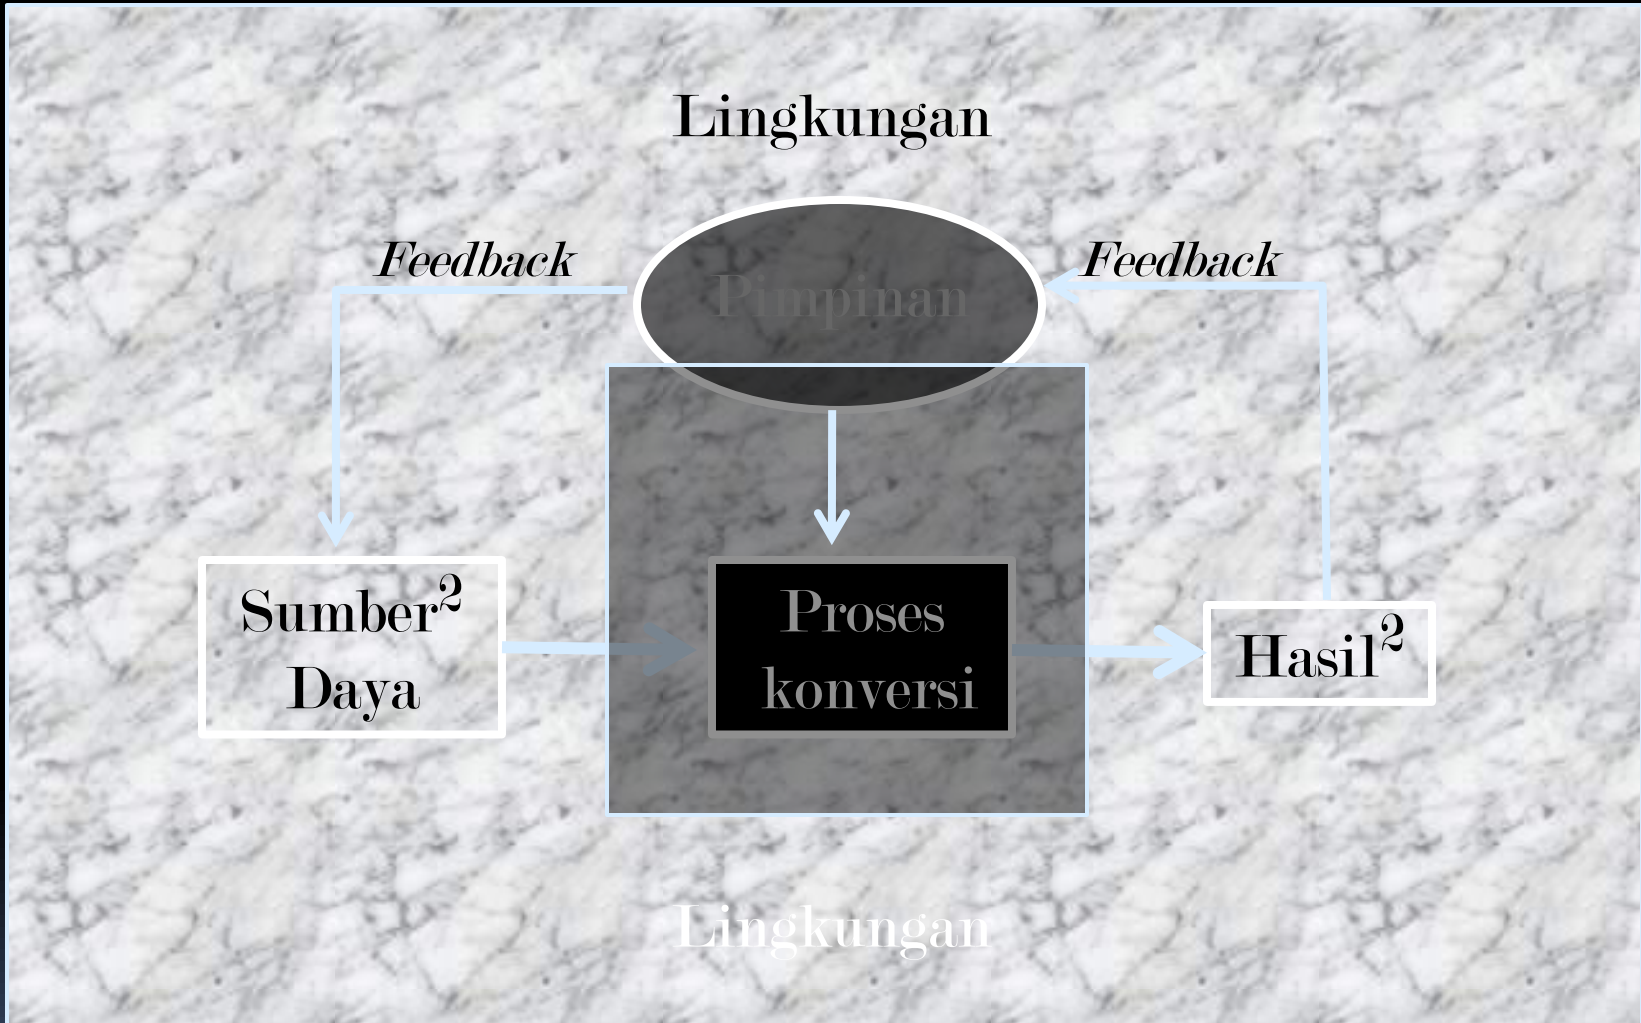 Lingkungan
Feedback
Feedback
Pimpinan
Sumber²
Daya
Proses
konversi
Hasil²
Lingkungan